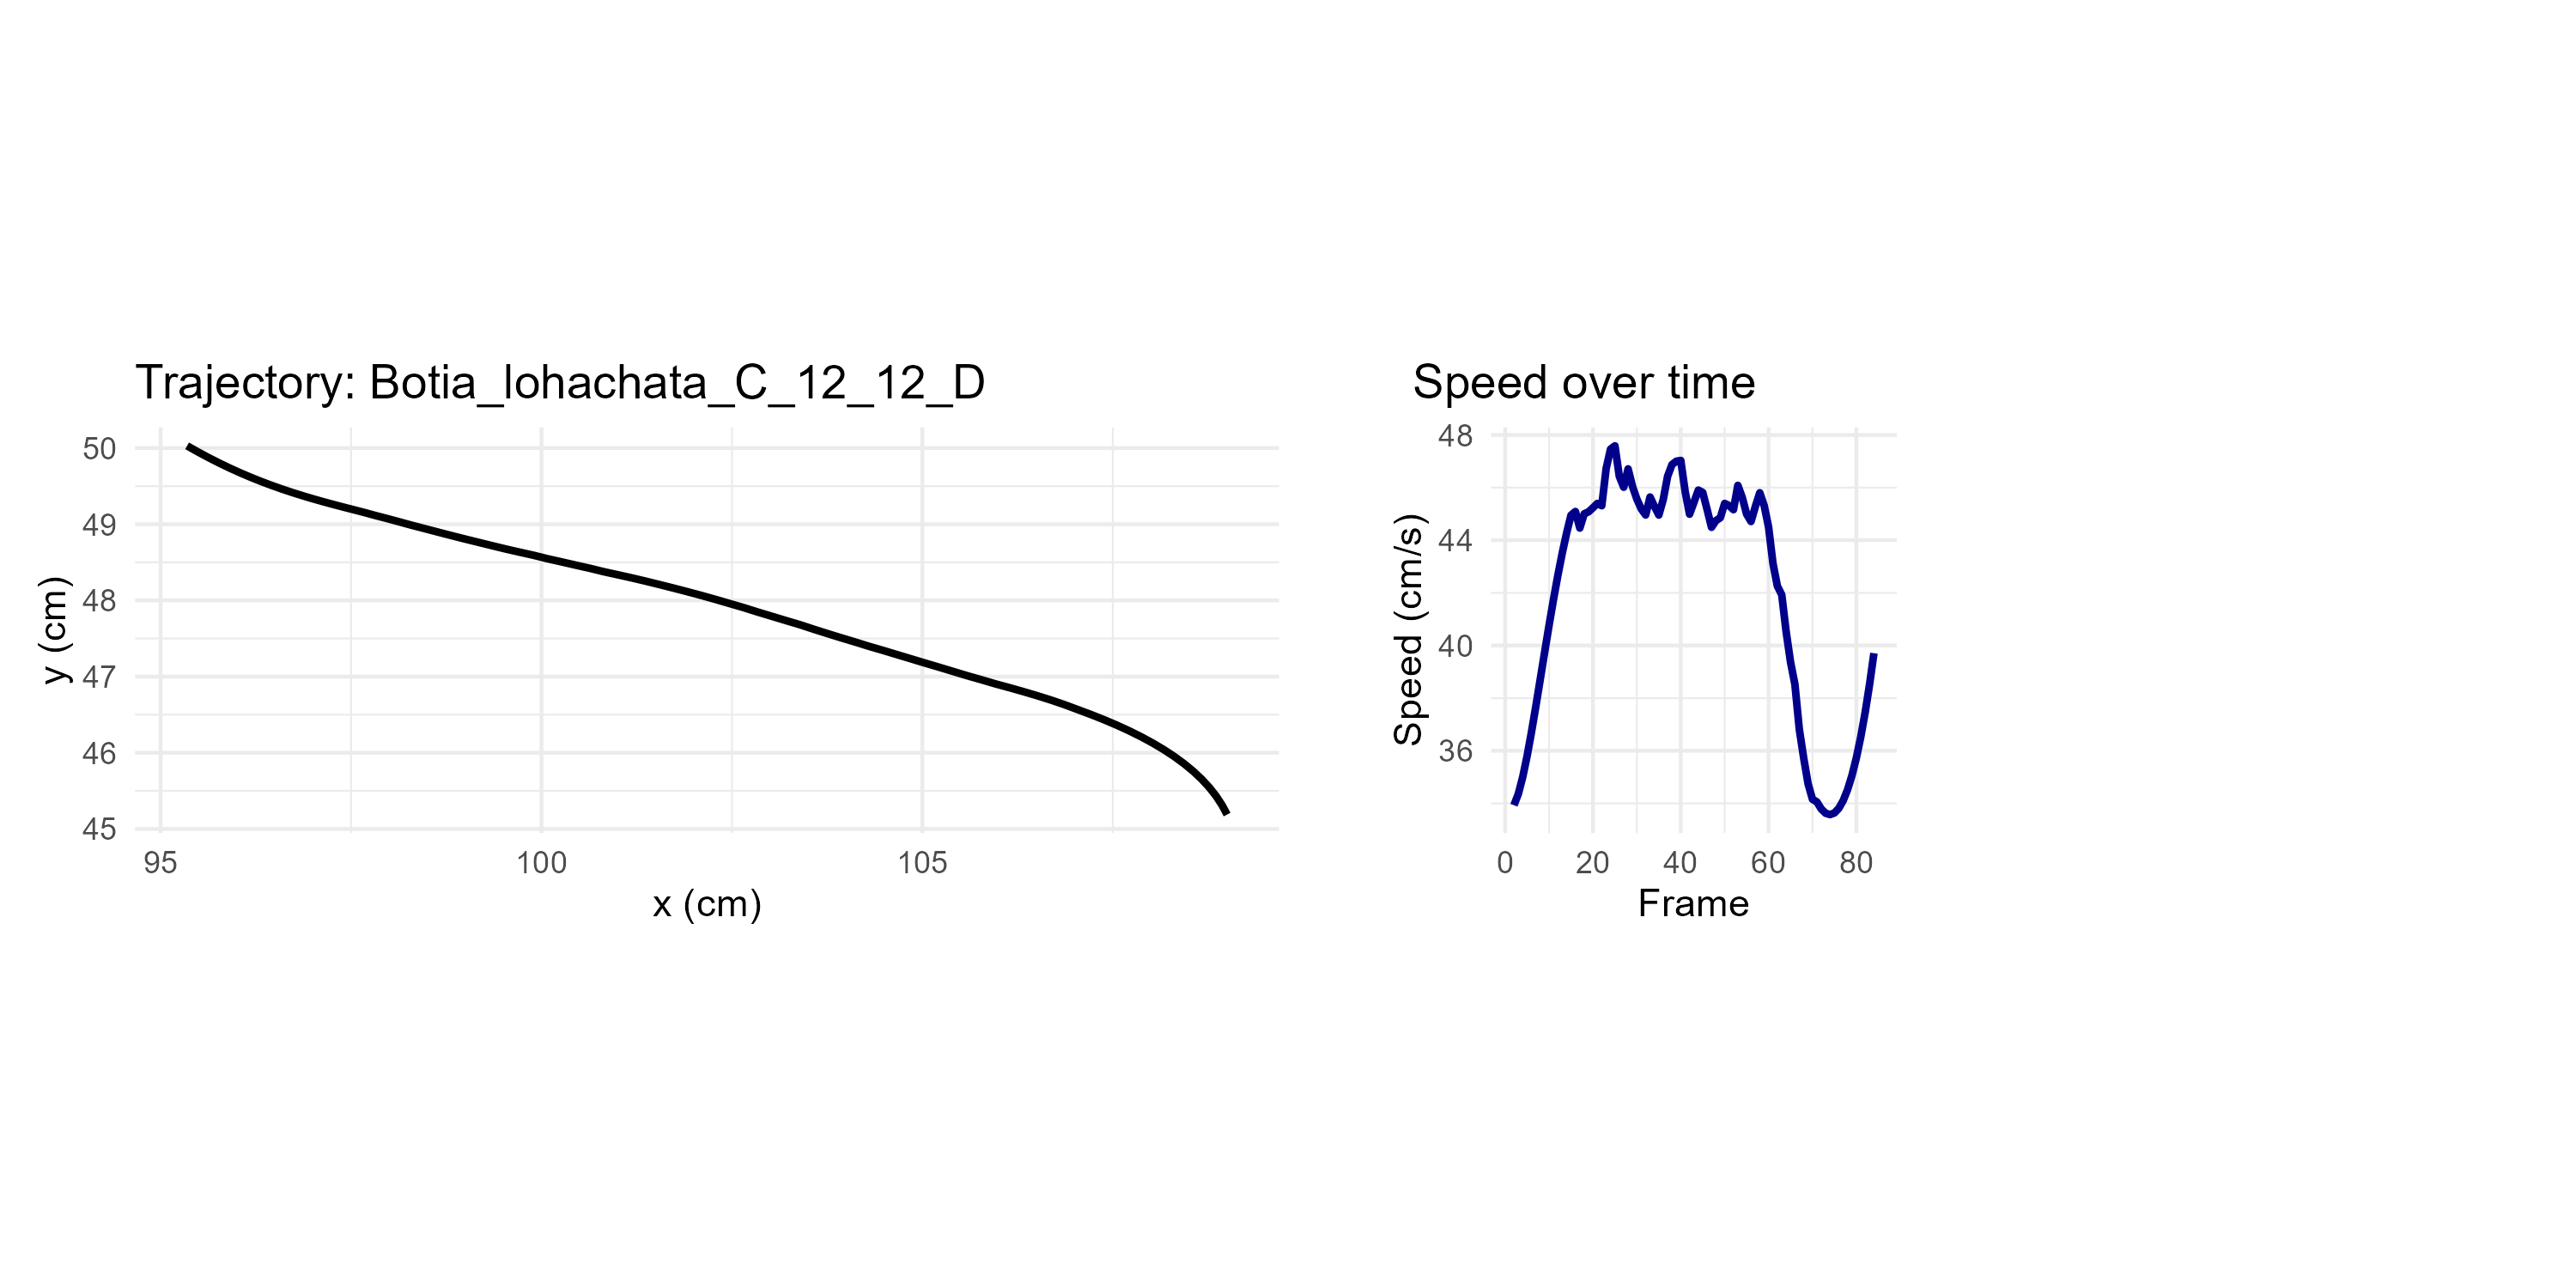 Trajectory: Botia_lohachata_C_12_12_D
50
49
48
47
46
45
y (cm)
95 100 105
x (cm)
Speed over time
48
44
40
36
Speed (cm/s)
0 20 40 60 80
Frame